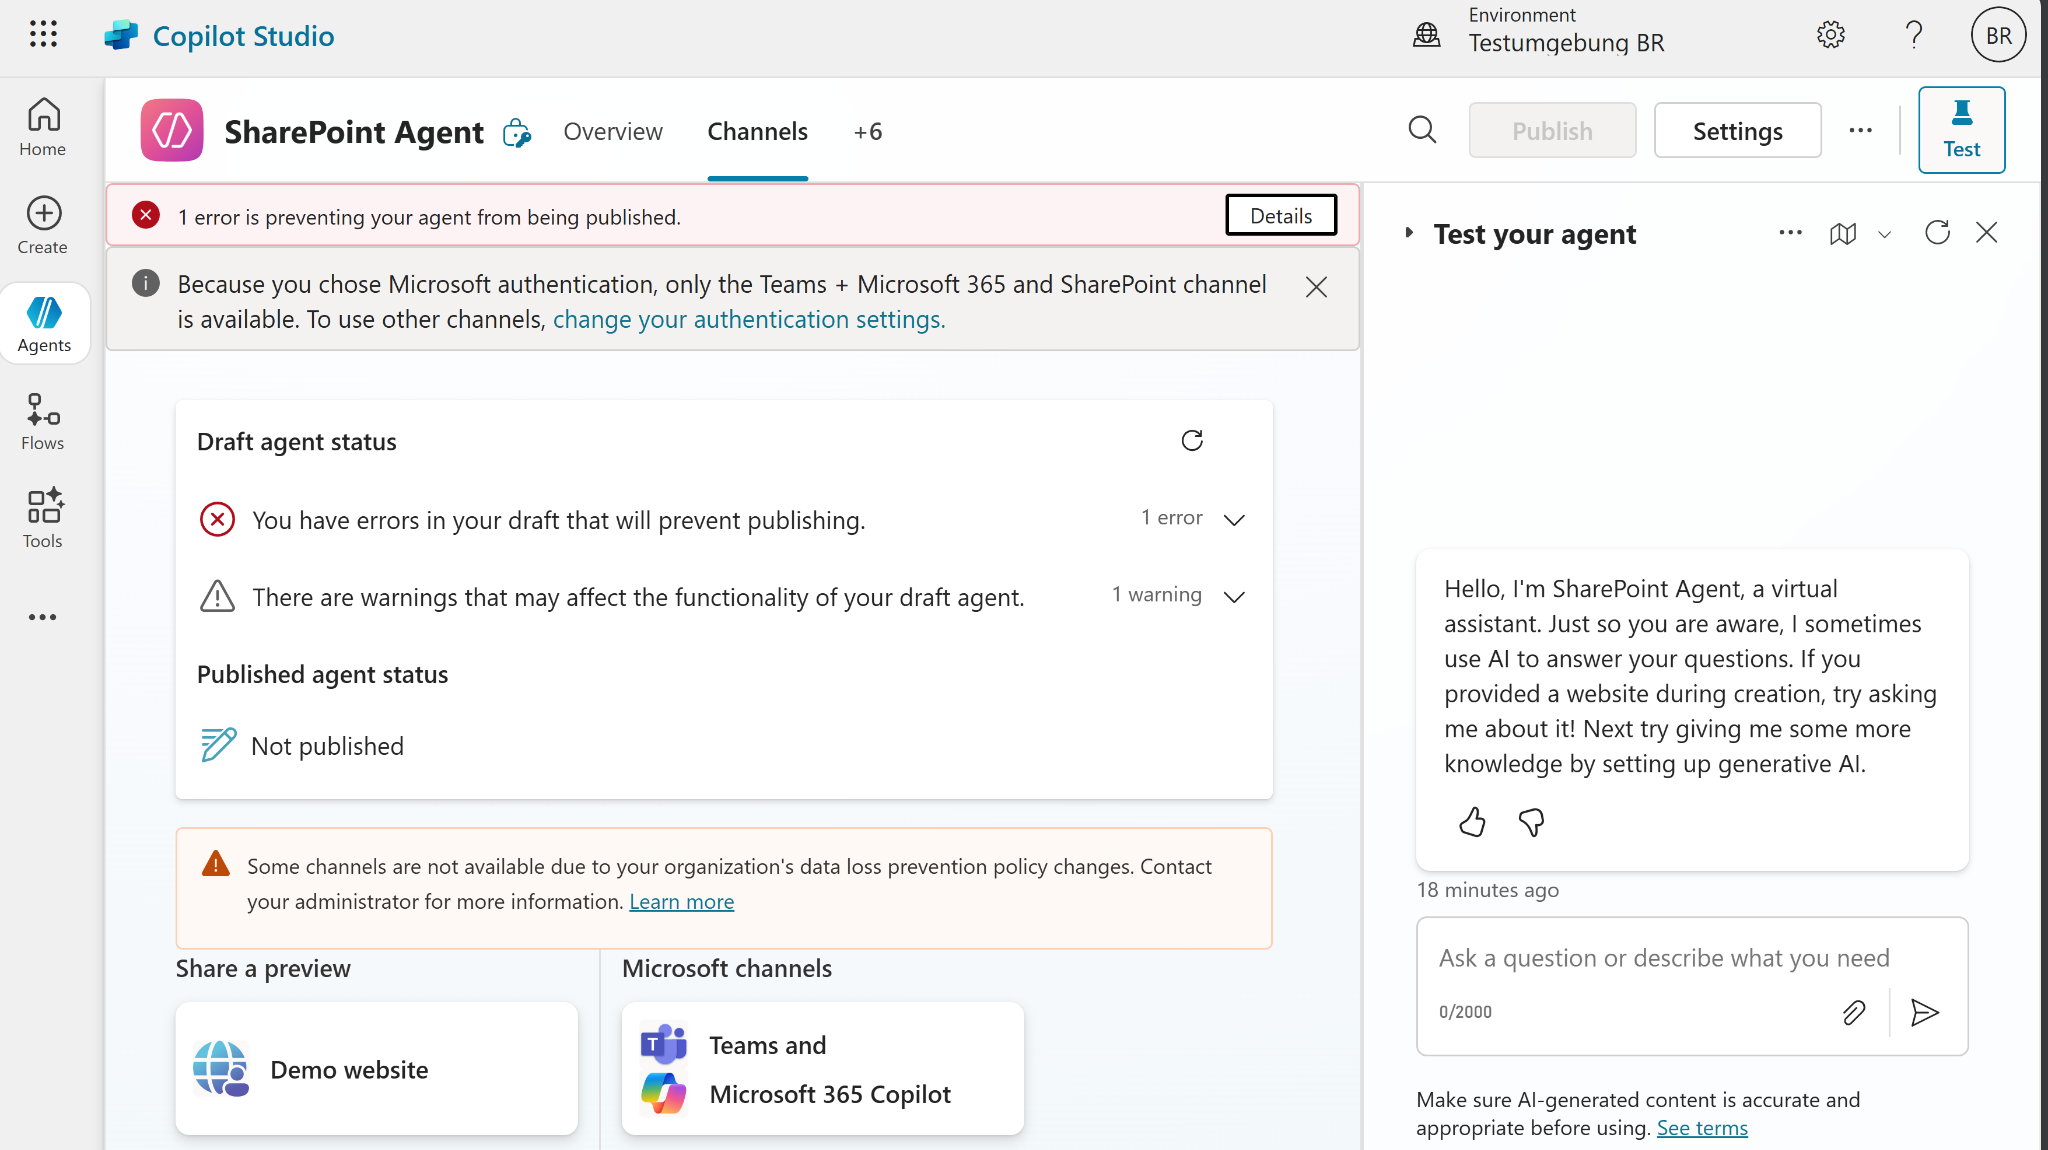 Copilot Studio
Environment
Testumgebung BR
BR
Home
Create
Agents
Flows
Tools
SharePoint Agent
Overview
Channels
+6
Publish
Settings
Test
1 error is preventing your agent from being published.
Details
Because you chose Microsoft authentication, only the Teams + Microsoft 365 and SharePoint channel
is available. To use other channels, change your authentication settings.
Draft agent status
You have errors in your draft that will prevent publishing.
1 error
There are warnings that may affect the functionality of your draft agent.
1 warning
Published agent status
Not published
Some channels are not available due to your organization's data loss prevention policy changes. Contact
your administrator for more information. Learn more
Share a preview
Demo website
Microsoft channels
T
Teams and
Microsoft 365 Copilot
Test your agent
Hello, I'm SharePoint Agent, a virtual
assistant. Just so you are aware, I sometimes
use AI to answer your questions. If you
provided a website during creation, try asking
me about it! Next try giving me some more
knowledge by setting up generative AI.
18 minutes ago
Ask a question or describe what you need
0/2000
Make sure AI-generated content is accurate and
appropriate before using. See terms